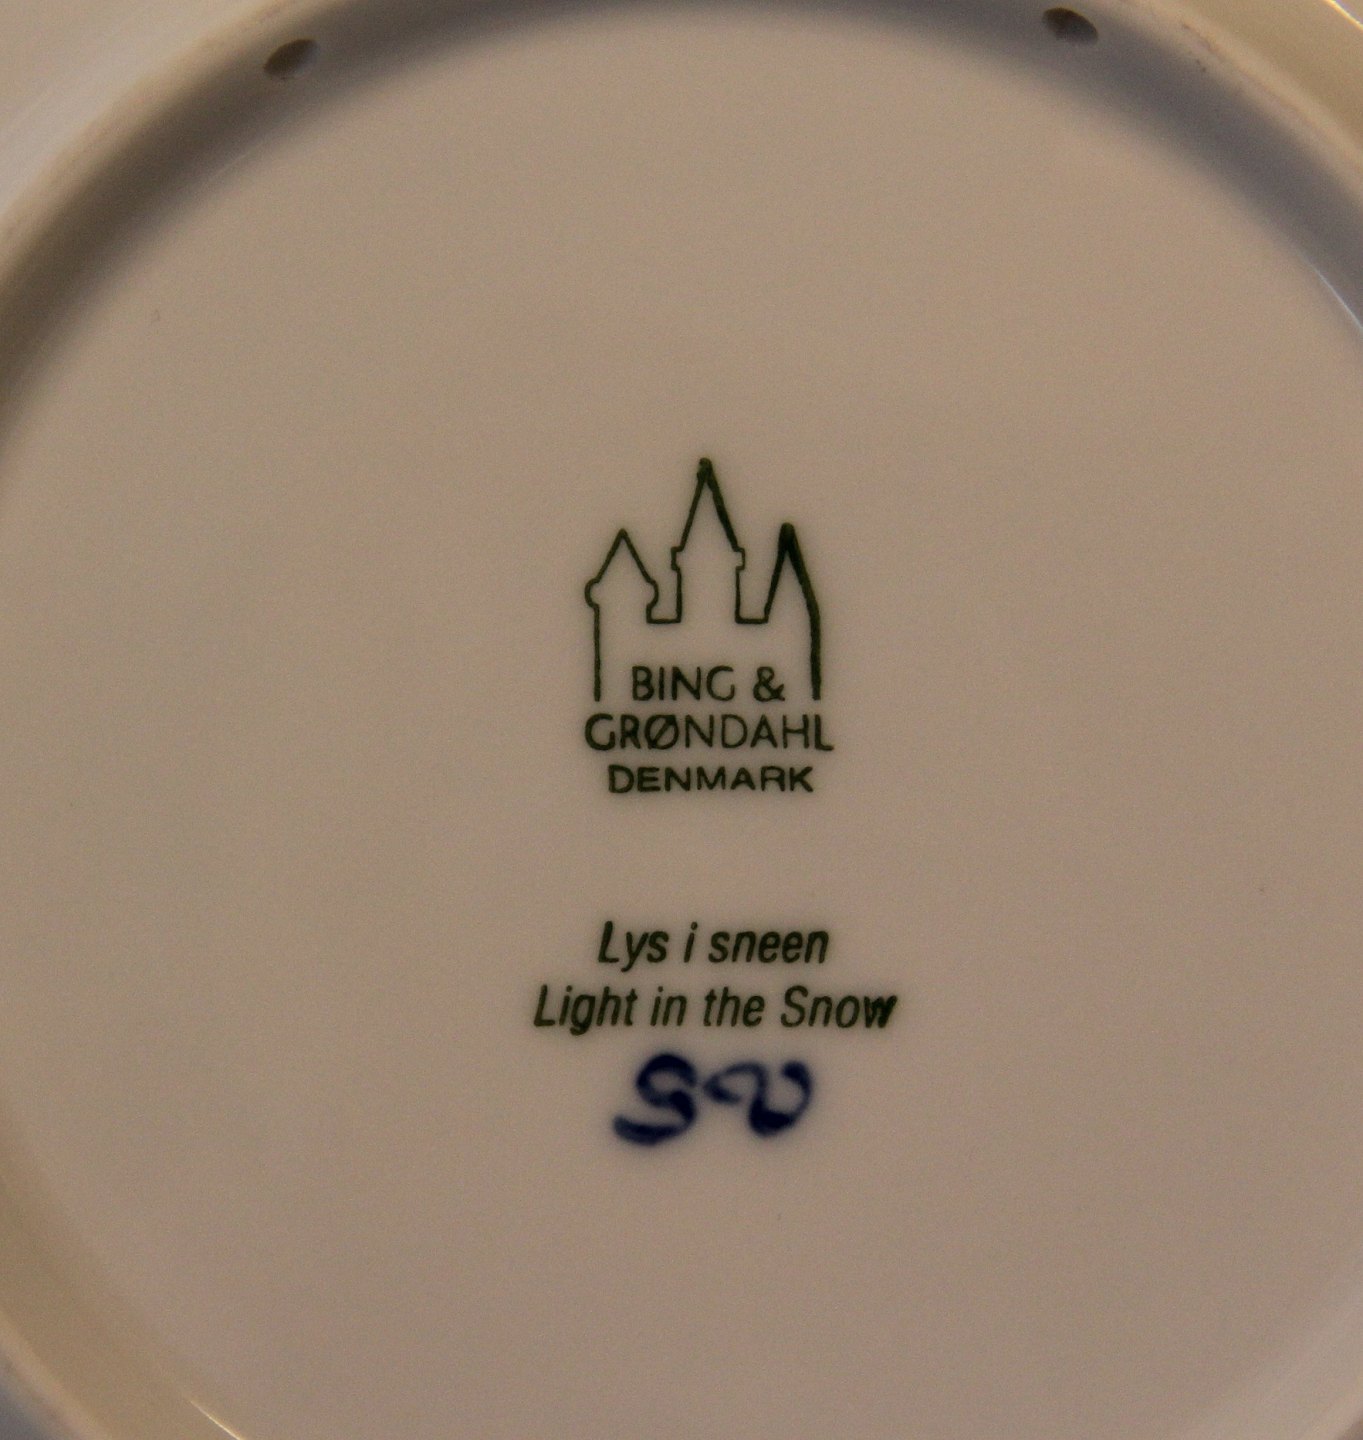 BING &
GRØNDAHL
DENMARK
Lys i sneen
Light in the Snow